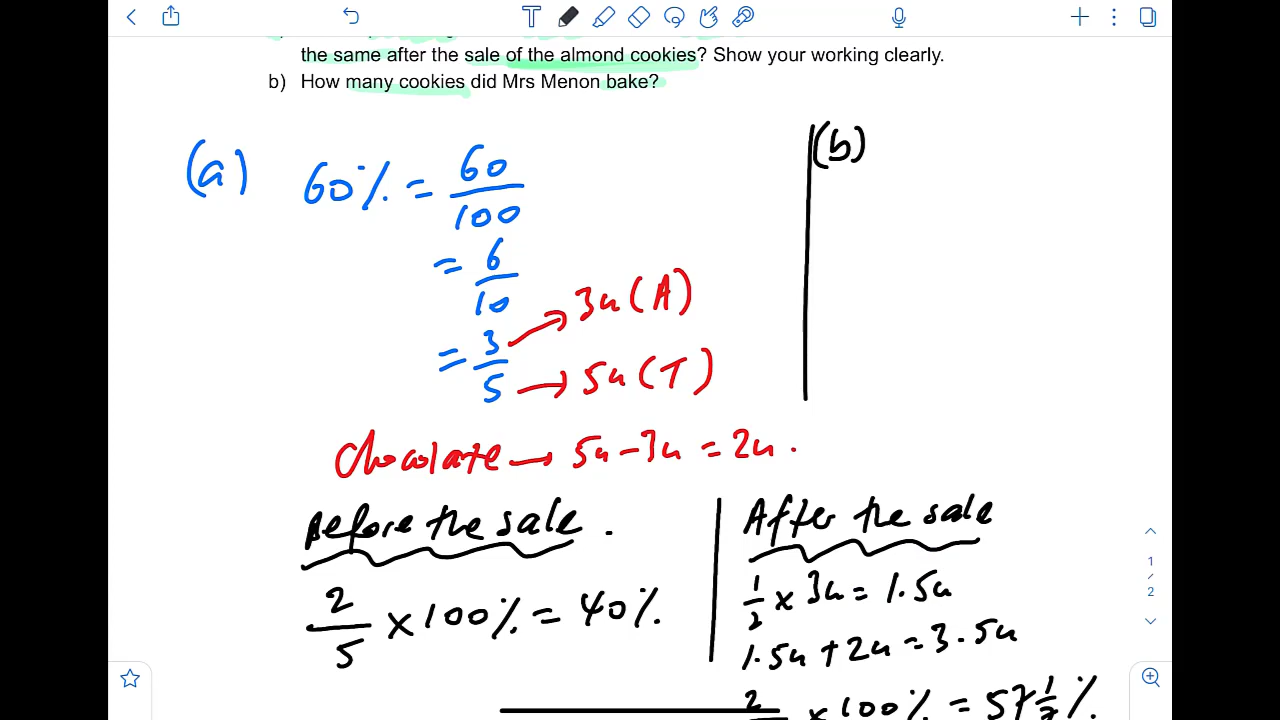 the same after the sale of the almond cookies? Show your working clearly.
b) How many cookies did Mrs Menon bake?
(a) 60% = 60/100
= 6/10
= 3/5 → 3u (A)
→ 5u (T)
(b)
Chocolate → 5u - 3u = 2u.
Before the sale.
2/5 × 100% = 40%
After the sale
1/2 × 3u = 1.5u
1.5u + 2u = 3.5u
2 × 100% = 57 1/7 %
1
2